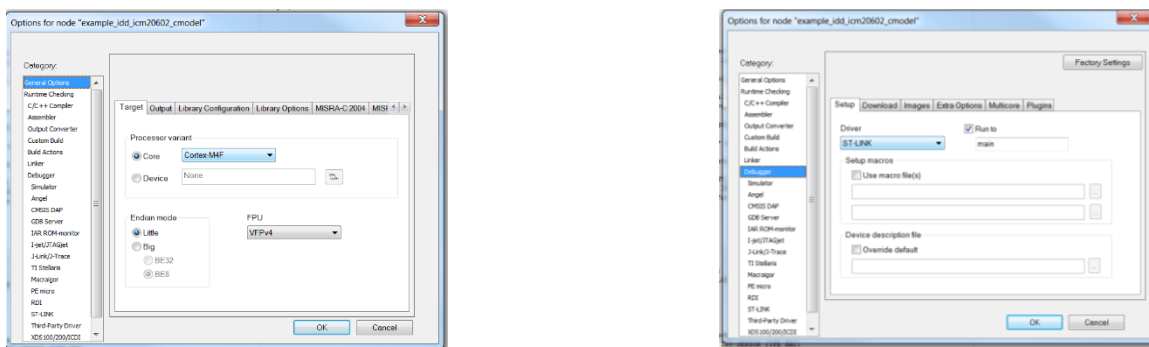 Options for node "example_idd_icm20602_cmodel"
Category:
General Options
Runtime Checking
C/C++ Compiler
Assembler
Output Converter
Custom Build
Build Actions
Linker
Debugger
Simulator
Angel
CMSIS DAP
GDB Server
IAR ROM-monitor
I-jet/JTAGjet
J-Link/J-Trace
TI Stellaris
Macraigor
PE micro
RDI
ST-LINK
Third-Party Driver
XDS100/200/ICDI
Target Output Library Configuration Library Options MISRA-C:2004
Processor variant
Core Cortex-M4F
Device None
Endian mode
Little
Big
BE32
BE8
FPU
VFPv4
OK Cancel
Options for node "example_idd_icm20602_cmodel"
Category:
General Options
Runtime Checking
C/C++ Compiler
Assembler
Output Converter
Custom Build
Build Actions
Linker
Debugger
Simulator
Angel
CMSIS DAP
GDB Server
IAR ROM-monitor
I-jet/JTAGjet
J-Link/J-Trace
TI Stellaris
Macraigor
PE micro
RDI
ST-LINK
Third-Party Driver
XDS100/200/ICDI
Factory Settings
Setup Download Images Extra Options Multicore Plugins
Driver
ST-LINK
Run to
main
Setup macros
Use macro file(s)
Device description file
Override default
OK Cancel